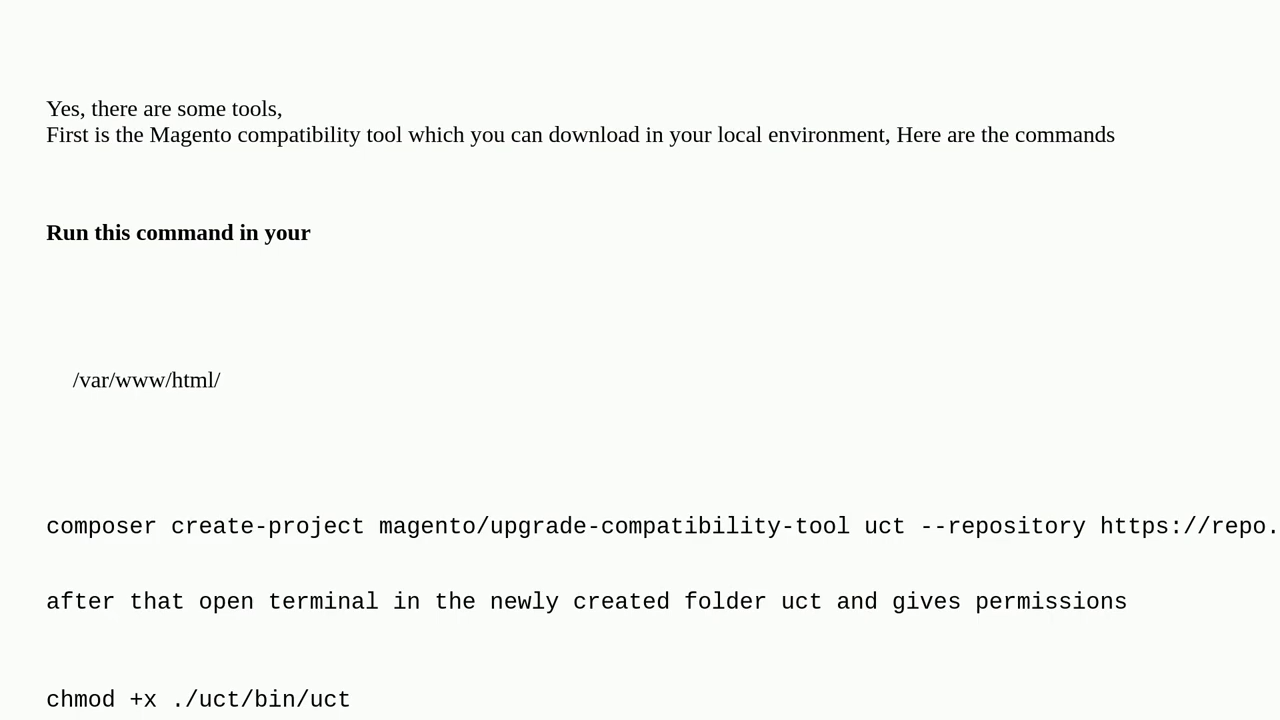 Yes, there are some tools,
First is the Magento compatibility tool which you can download in your local environment, Here are the commands
Run this command in your
/var/www/html/
composer create-project magento/upgrade-compatibility-tool uct --repository https://repo.
after that open terminal in the newly created folder uct and gives permissions
chmod +x ./uct/bin/uct